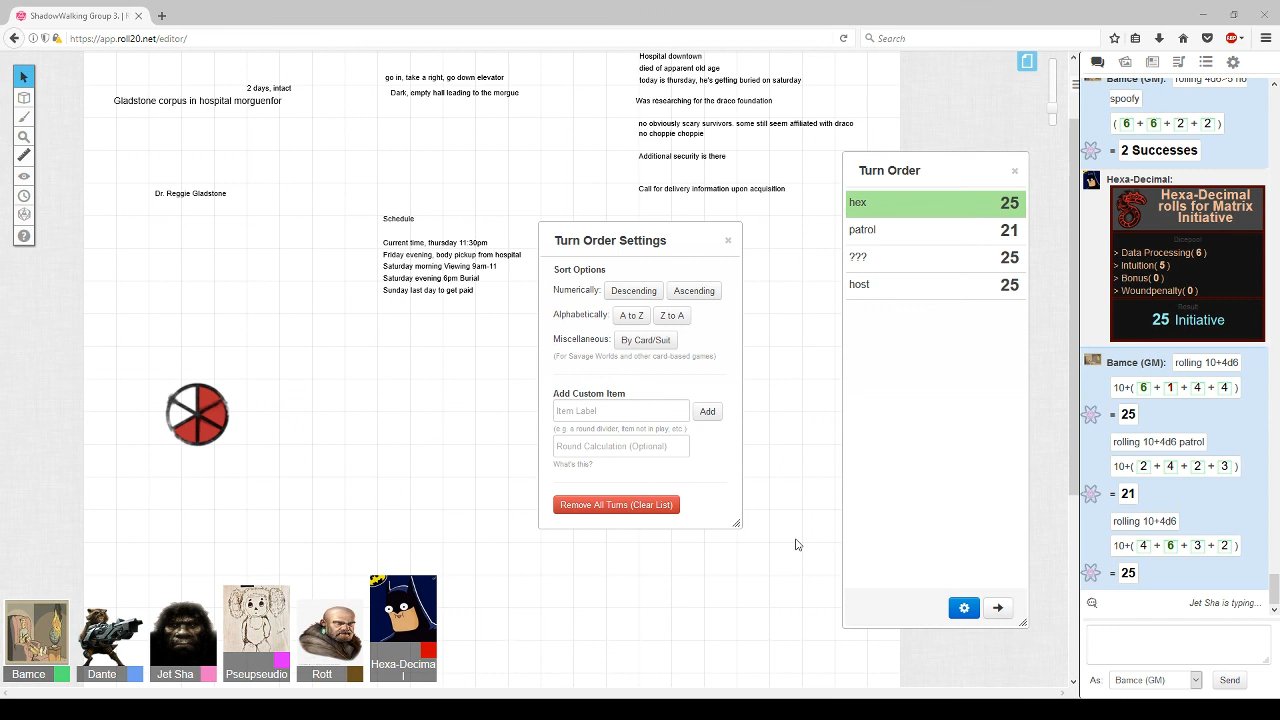 ShadowWalking Group 3. |
https://app.roll20.net/editor/
Search
2 days, intact
Gladstone corpus in hospital morguenfor
Dr. Reggie Gladstone
go in, take a right, go down elevator
Dark, empty hall leading to the morgue
Schedule
Current time, thursday 11:30pm
Friday evening, body pickup from hospital
Saturday morning Viewing 9am-11
Saturday evening 6pm Burial
Sunday last day to get paid
Hospital downtown
died of apparent old age
today is thursday, he's getting buried on saturday
Was researching for the draco foundation
no obviously scary survivors. some still seem affiliated with draco
no choppie choppie
Additional security is there
Call for delivery information upon acquisition
Turn Order Settings
Sort Options
Numerically: Descending Ascending
Alphabetically: A to Z Z to A
Miscellaneous: By Card/Suit
(For Savage Worlds and other card-based games)
Add Custom Item
Item Label Add
(e.g. a round divider, item not in play, etc.)
Round Calculation (Optional)
What's this?
Remove All Turns (Clear List)
Turn Order
hex 25
patrol 21
??? 25
host 25
Bamce (GM): rolling 4d6>5 no
spoofy
( 6 + 6 + 2 + 2 )
= 2 Successes
Hexa-Decimal:
Hexa-Decimal
rolls for Matrix
Initiative
Dicepool
> Data Processing( 6 )
> Intuition( 5 )
> Bonus( 0 )
> Woundpenalty( 0 )
Result
25 Initiative
Bamce (GM): rolling 10+4d6
10+( 6 + 1 + 4 + 4 )
= 25
rolling 10+4d6 patrol
10+( 2 + 4 + 2 + 3 )
= 21
rolling 10+4d6
10+( 4 + 6 + 3 + 2 )
= 25
Jet Sha is typing...
As: Bamce (GM) Send
Bamce
Dante
Jet Sha
Pseupseudio
Rott
Hexa-Decima
l